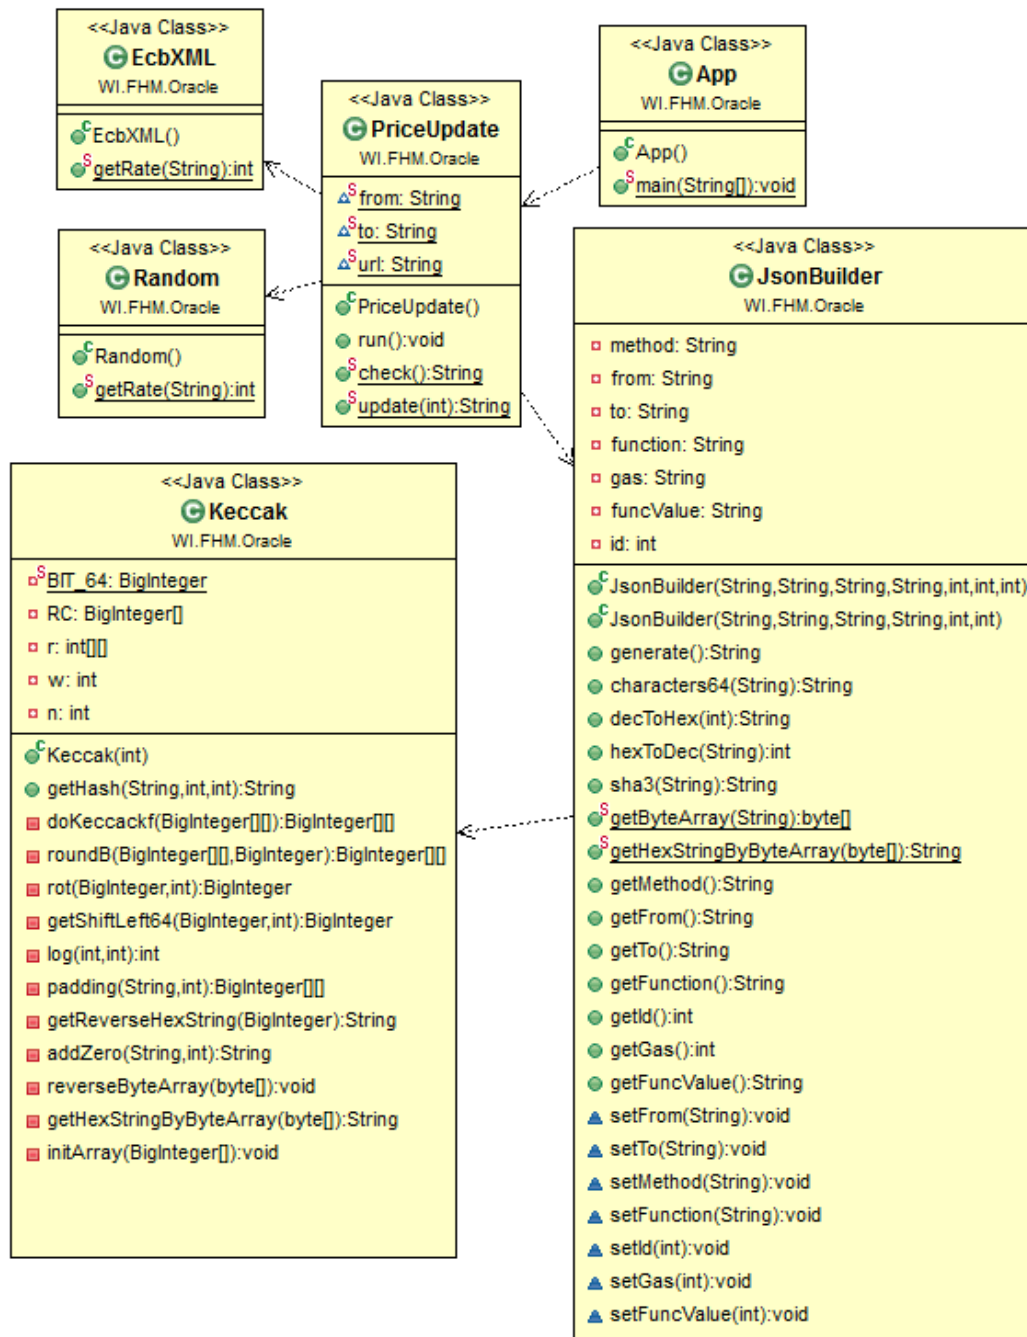 <<Java Class>>
EcbXML
WI.FHM.Oracle
EcbXML()
getRate(String):int
<<Java Class>>
PriceUpdate
WI.FHM.Oracle
from: String
to: String
url: String
PriceUpdate()
run():void
check():String
update(int):String
<<Java Class>>
App
WI.FHM.Oracle
App()
main(String[]):void
<<Java Class>>
Random
WI.FHM.Oracle
Random()
getRate(String):int
<<Java Class>>
JsonBuilder
WI.FHM.Oracle
method: String
from: String
to: String
function: String
gas: String
funcValue: String
id: int
JsonBuilder(String,String,String,String,int,int,int)
JsonBuilder(String,String,String,String,int,int)
generate():String
characters64(String):String
decToHex(int):String
hexToDec(String):int
sha3(String):String
getByteArray(String):byte[]
getHexStringByByteArray(byte[]):String
getMethod():String
getFrom():String
getTo():String
getFunction():String
getId():int
getGas():int
getFuncValue():String
setFrom(String):void
setTo(String):void
setMethod(String):void
setFunction(String):void
setId(int):void
setGas(int):void
setFuncValue(int):void
<<Java Class>>
Keccak
WI.FHM.Oracle
BIT_64: BigInteger
RC: BigInteger[]
r: int[][]
w: int
n: int
Keccak(int)
getHash(String,int,int):String
doKeccackf(BigInteger[][]):BigInteger[][]
roundB(BigInteger[][],BigInteger):BigInteger[][]
rot(BigInteger,int):BigInteger
getShiftLeft64(BigInteger,int):BigInteger
log(int,int):int
padding(String,int):BigInteger[][]
getReverseHexString(BigInteger):String
addZero(String,int):String
reverseByteArray(byte[]):void
getHexStringByByteArray(byte[]):String
initArray(BigInteger[]):void